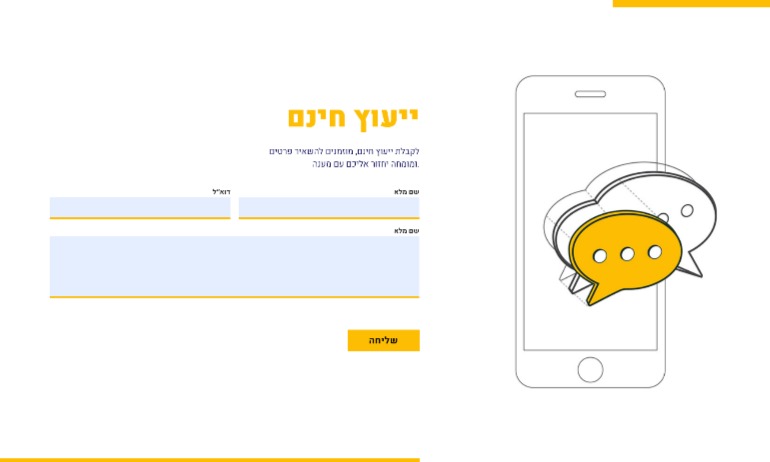 ייעוץ חינם
לקבלת ייעוץ חינם, מוזמנים להשאיר פרטים
ומומחה יחזור אליכם עם מענה.
שם מלא
דוא"ל
שם מלא
שליחה